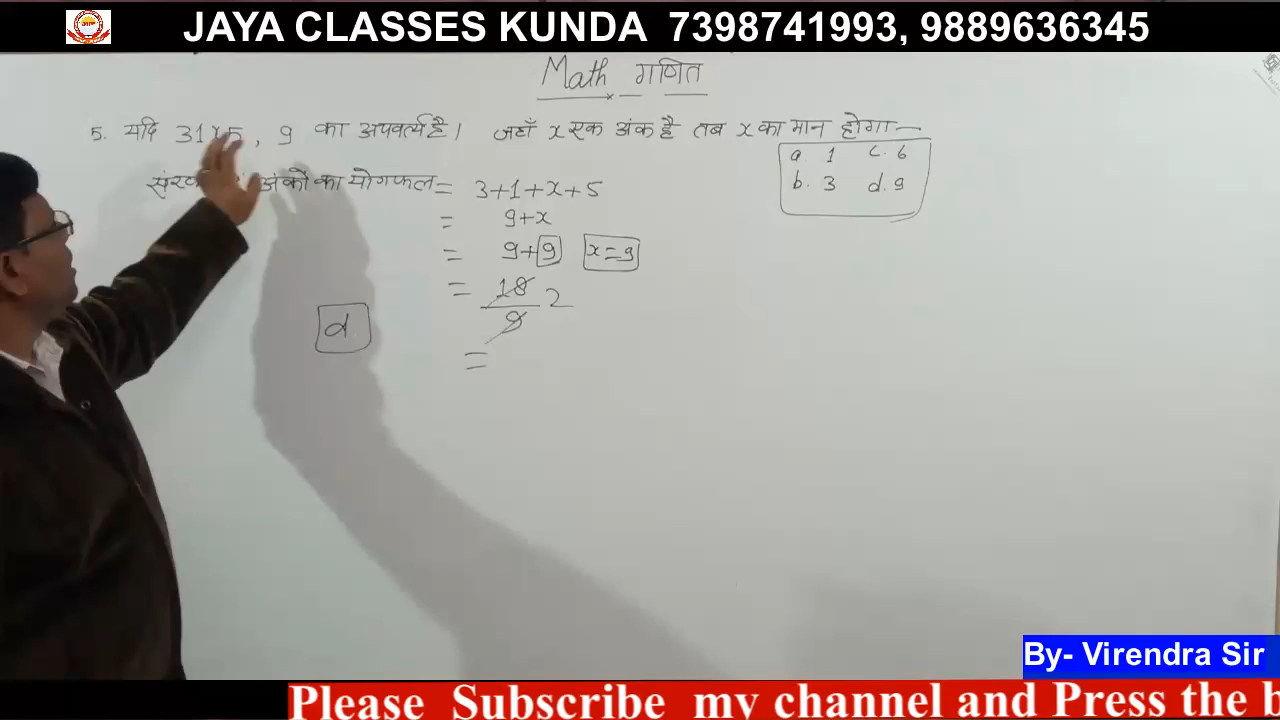 JAYA CLASSES KUNDA 7398741993, 9889636345
Math गणित
5. यदि 31x5, 9 का अपवर्त्य है। जहाँ x एक अंक है तब x का मान होगा –
a 1 c. 6
b. 3 d. 9
अंकों का योगफल = 3+1+x+5
= 9+x
= 9+9 x=9
= 18/9 2
=
d
By- Virendra Sir
Please Subscribe my channel and Press the b